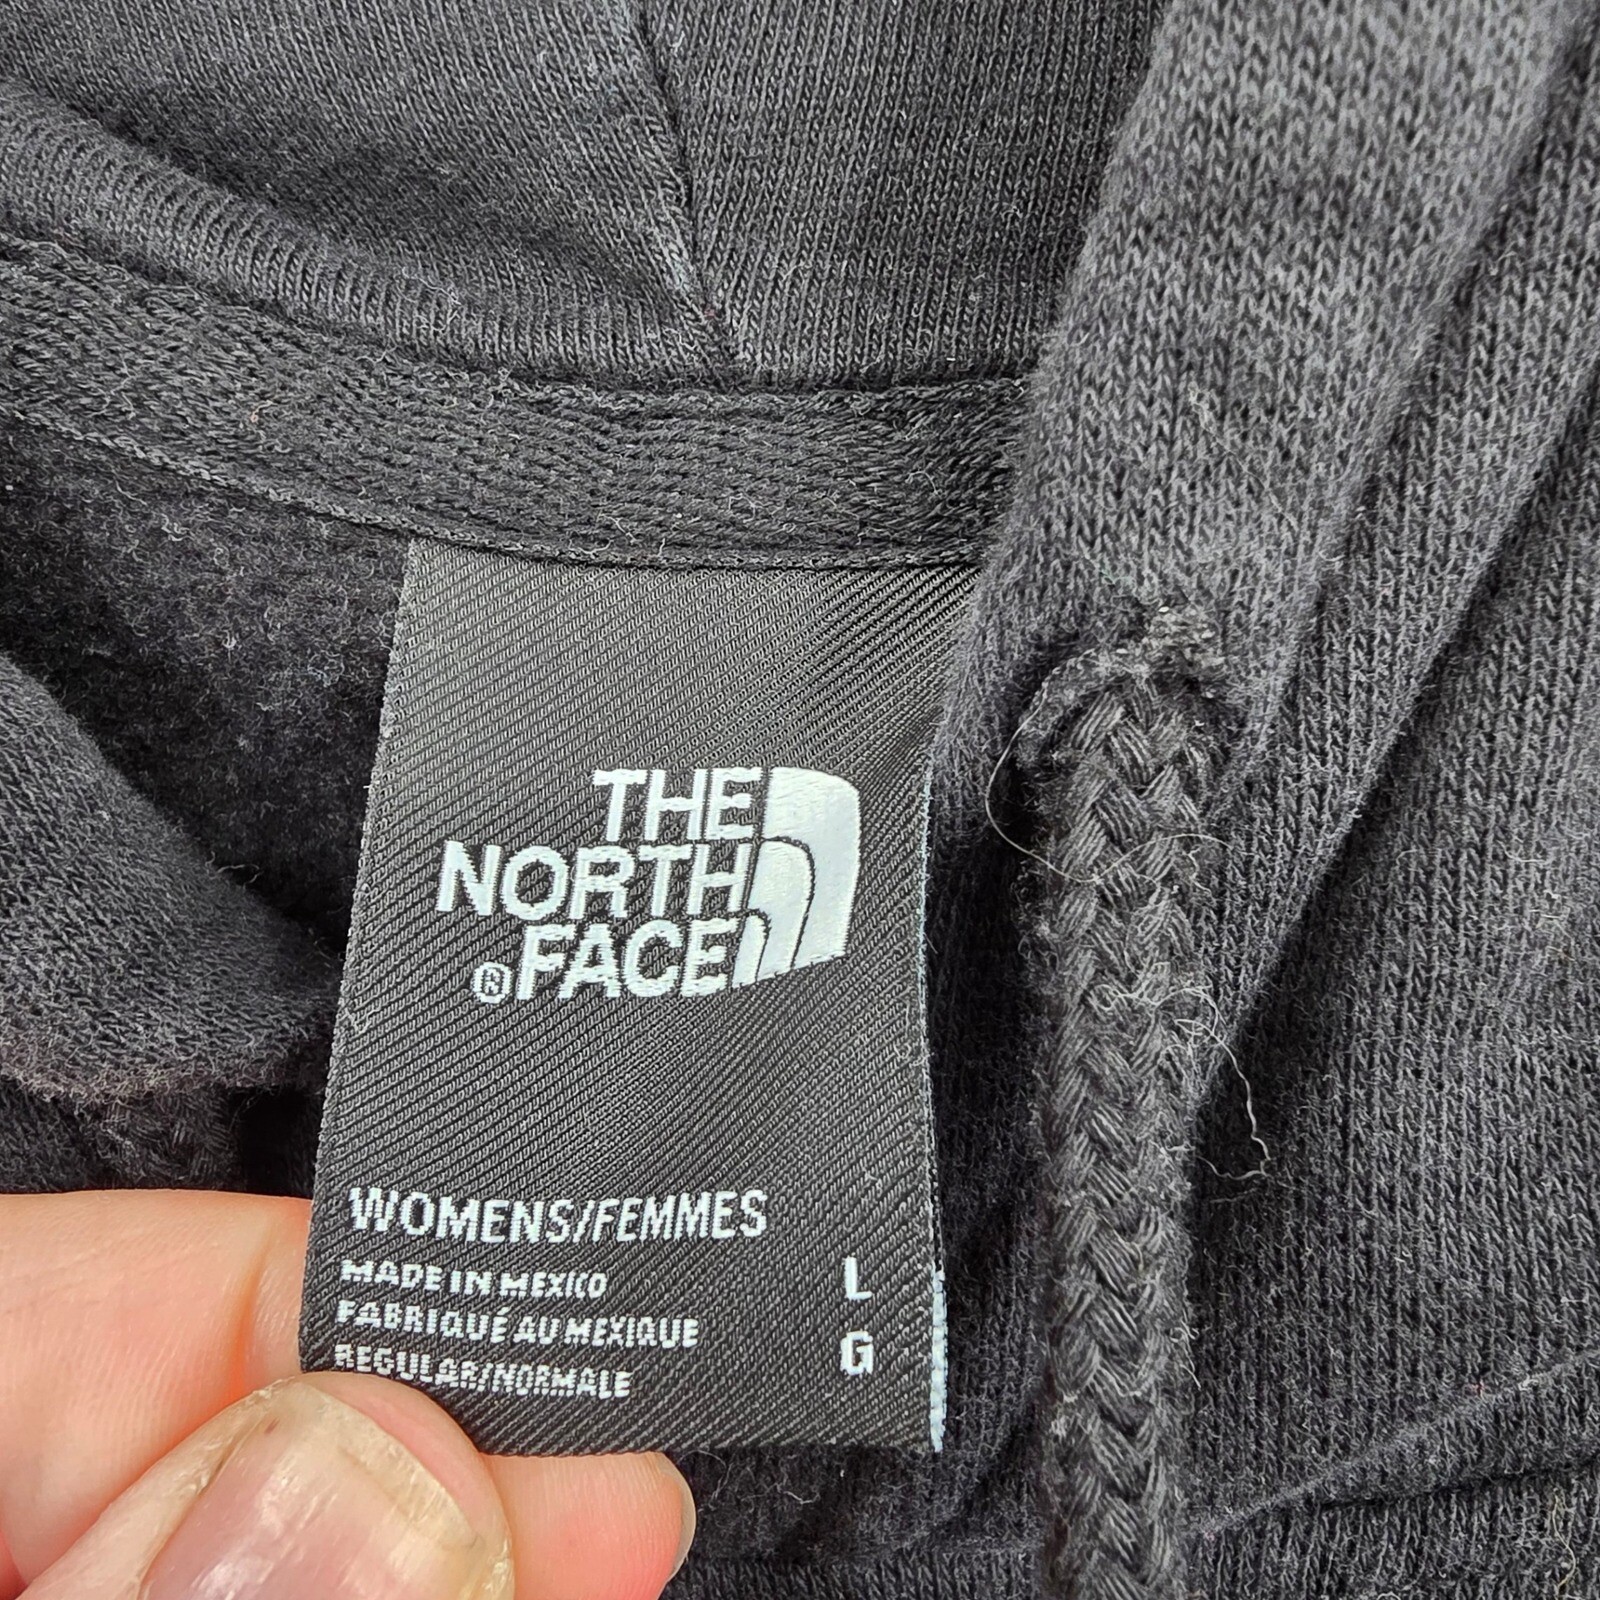 THE
NORTH
®FACE
WOMENS/FEMMES
MADE IN MEXICO
FABRIQUÉ AU MEXIQUE
REGULAR/NORMALE
L
G